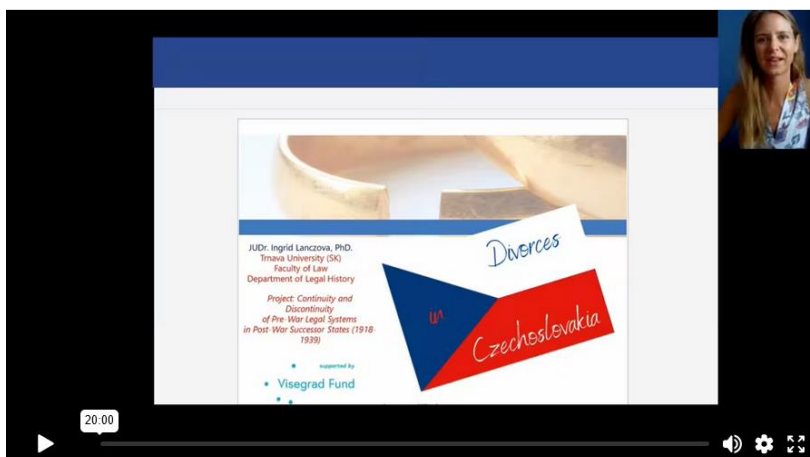 JUDr. Ingrid Lanczova, PhD.
Trnava University (SK)
Faculty of Law
Department of Legal History
Project: Continuity and
Discontinuity
of Pre-War Legal Systems
in Post-War Successor States (1918-
1939)
supported by
Visegrad Fund
Divorces
in
Czechoslovakia
20:00